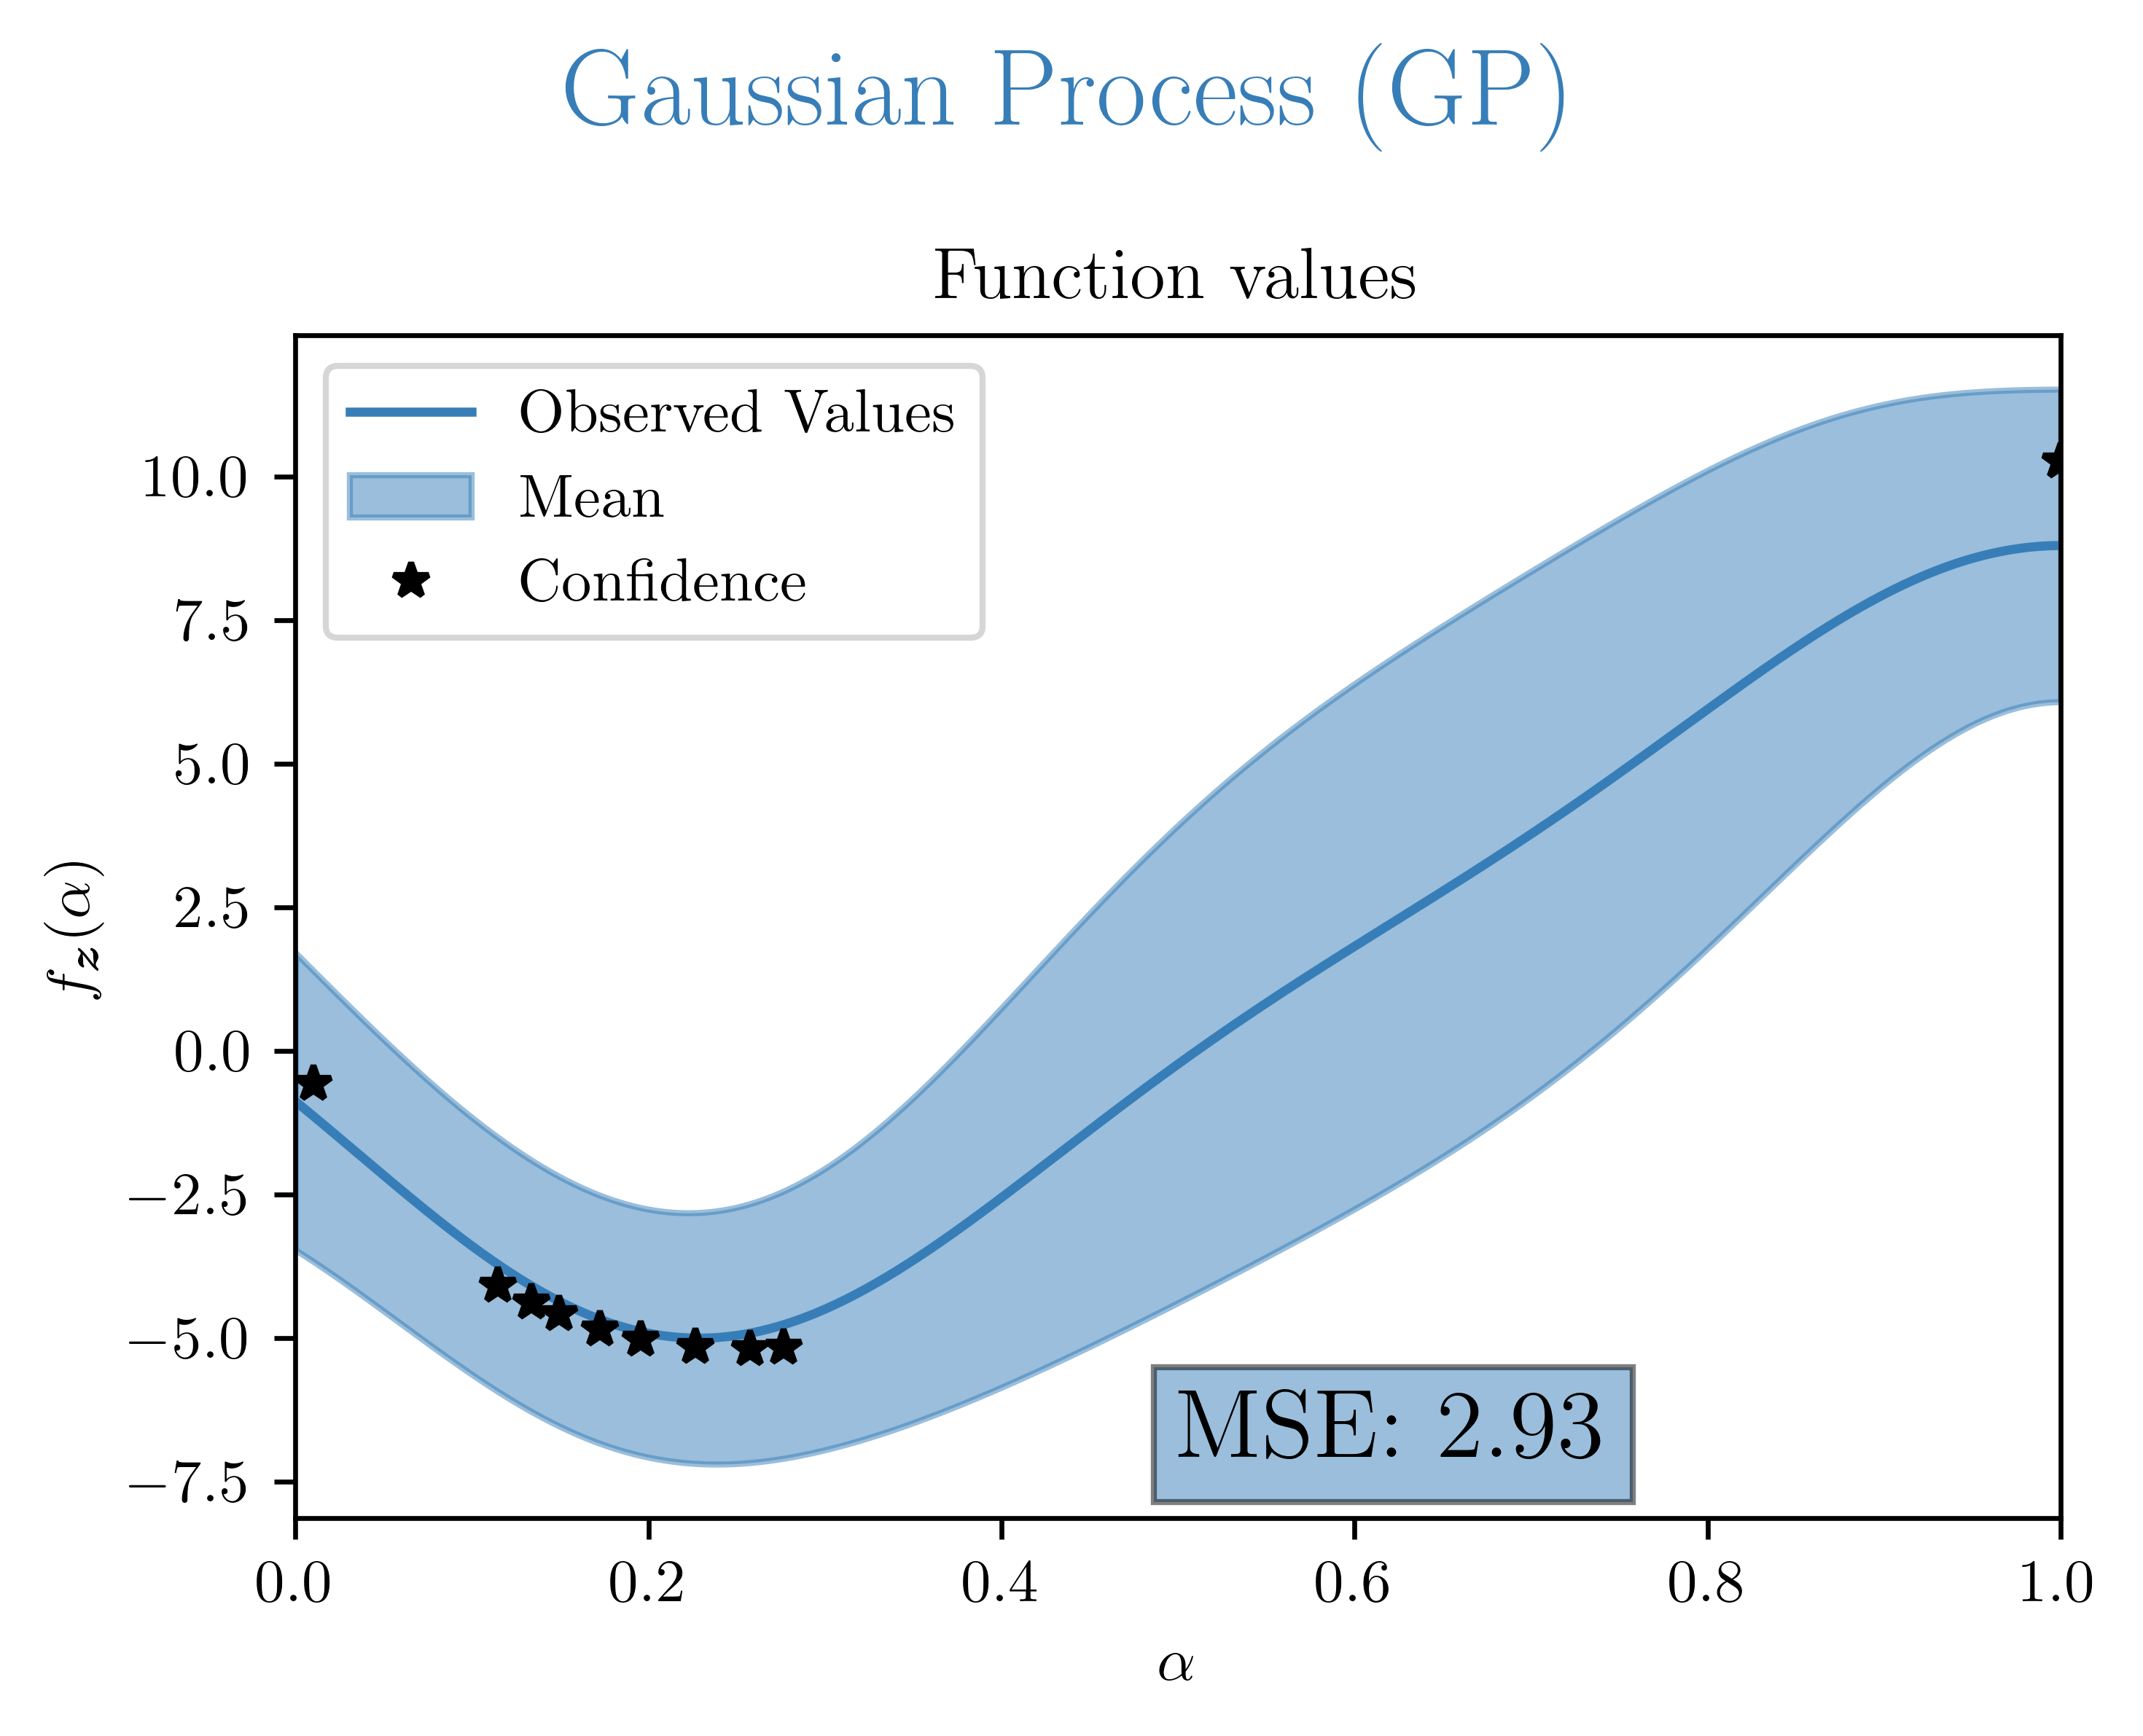 Gaussian Process (GP)
Function values
Observed Values
Mean
Confidence
10.0
7.5
5.0
2.5
0.0
−2.5
−5.0
−7.5
f_z(α)
MSE: 2.93
0.0 0.2 0.4 0.6 0.8 1.0
α